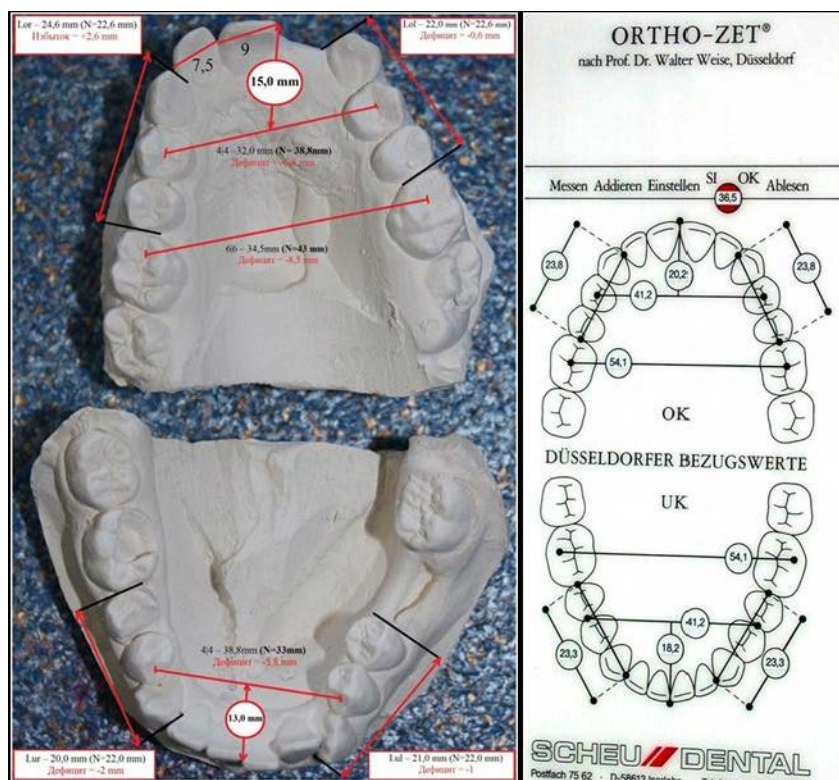 Lor – 24,6 mm (N=22,6 mm)
Избыток = +2,6 mm
Lol – 22,0 mm (N=22,6 mm)
Дефицит = -0,6 mm
7,5
9
15,0 mm
4|4 – 32,0 mm (N= 38,8mm)
Дефицит =
6|6 – 34,5mm (N=43 mm)
Дефицит = -8,5 mm
4|4 – 38,8mm (N=33mm)
Дефицит = -5,8 mm
13,0 mm
Lur – 20,0 mm (N=22,0 mm)
Дефицит = -2 mm
Lul – 21,0 mm (N=22,0 mm)
Дефицит = -1
ORTHO-ZET®
nach Prof. Dr. Walter Weise, Düsseldorf
Messen Addieren Einstellen SI OK Ablesen
36,5
23,8
20,2
23,8
41,2
54,1
OK
DÜSSELDORFER BEZUGSWERTE
UK
54,1
41,2
23,3
18,2
23,3
SCHEU DENTAL
Postfach 75 62 · D-58613